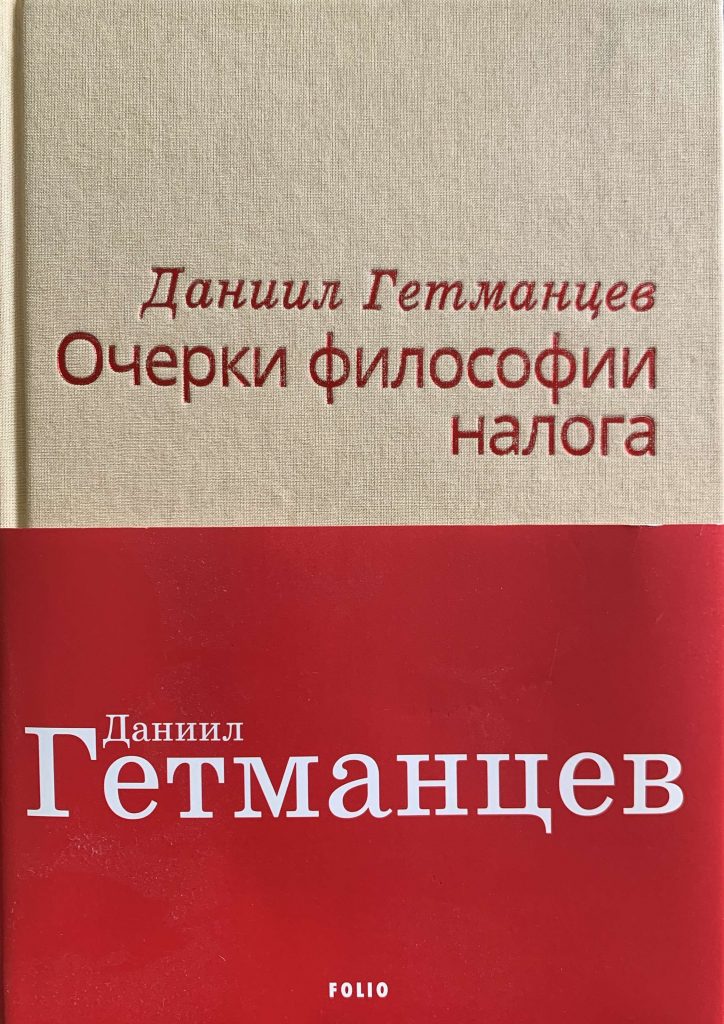 Даниил Гетманцев
Очерки философии
налога
Даниил
Гетманцев
FOLIO